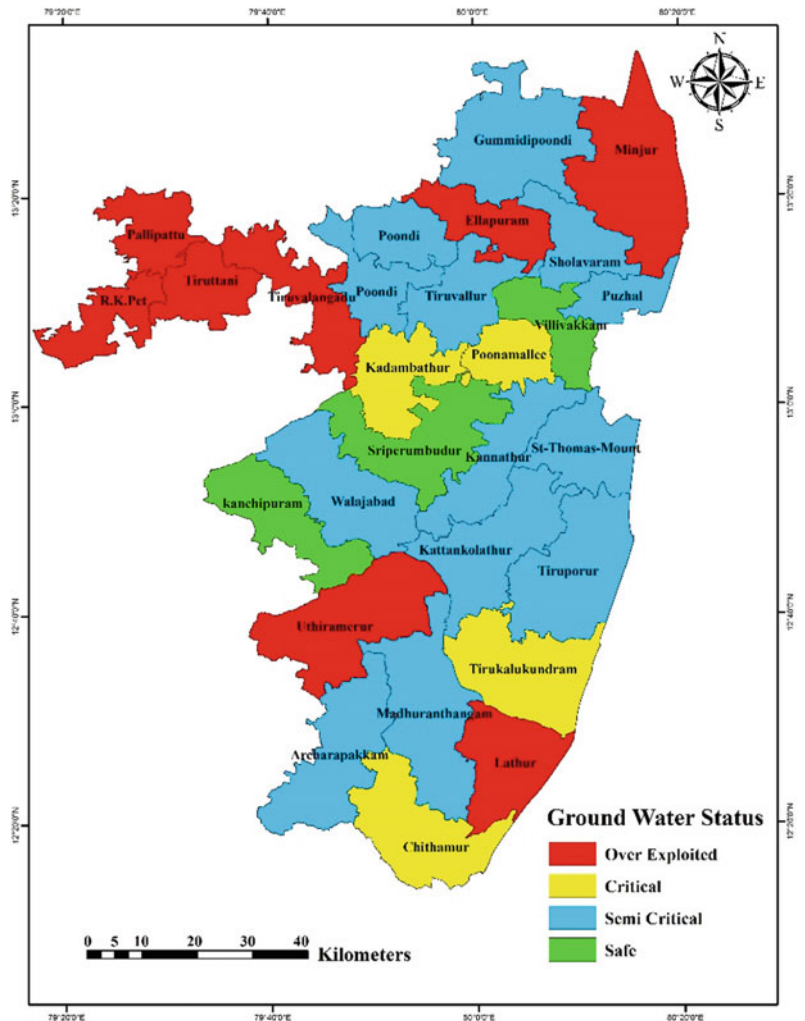 79°20'0"E 79°40'0"E 80°0'0"E 80°20'0"E
N
W E
S
Gummidipoondi
Minjur
13°20'0"N 13°20'0"N
Ellapuram
Pallipattu
Poondi
Sholavaram
Tiruttani
R.K.Pet
Tiruvalangadu
Poondi
Tiruvallur
Puzhal
Villivakkam
Poonamallee
Kadambathur
13°0'0"N 13°0'0"N
Sriperumbudur
St-Thomas-Mount
Kannathur
kanchipuram
Walajabad
Kattankolathur
Tiruporur
12°40'0"N 12°40'0"N
Uthiramerur
Tirukalukundram
Madhuranthangam
Archarapakkam
Lathur
12°20'0"N 12°20'0"N
Chithamur
Ground Water Status
Over Exploited
Critical
Semi Critical
Safe
0 5 10 20 30 40
Kilometers
79°20'0"E 79°40'0"E 80°0'0"E 80°20'0"E